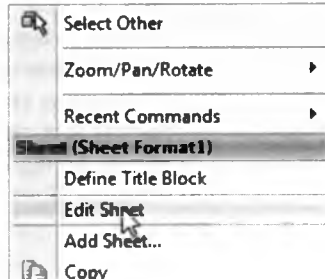 Select Other
Zoom/Pan/Rotate
Recent Commands
(Sheet Format1)
Define Title Block
Edit Sheet
Add Sheet...
Copy